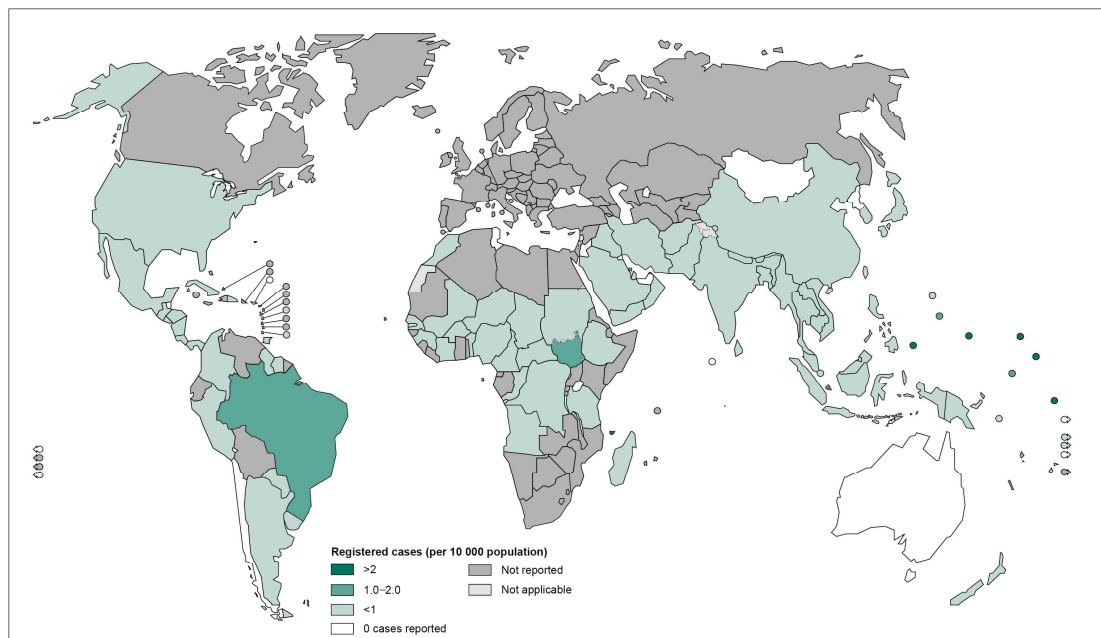 Registered cases (per 10 000 population)
>2
1.0–2.0
<1
0 cases reported
Not reported
Not applicable